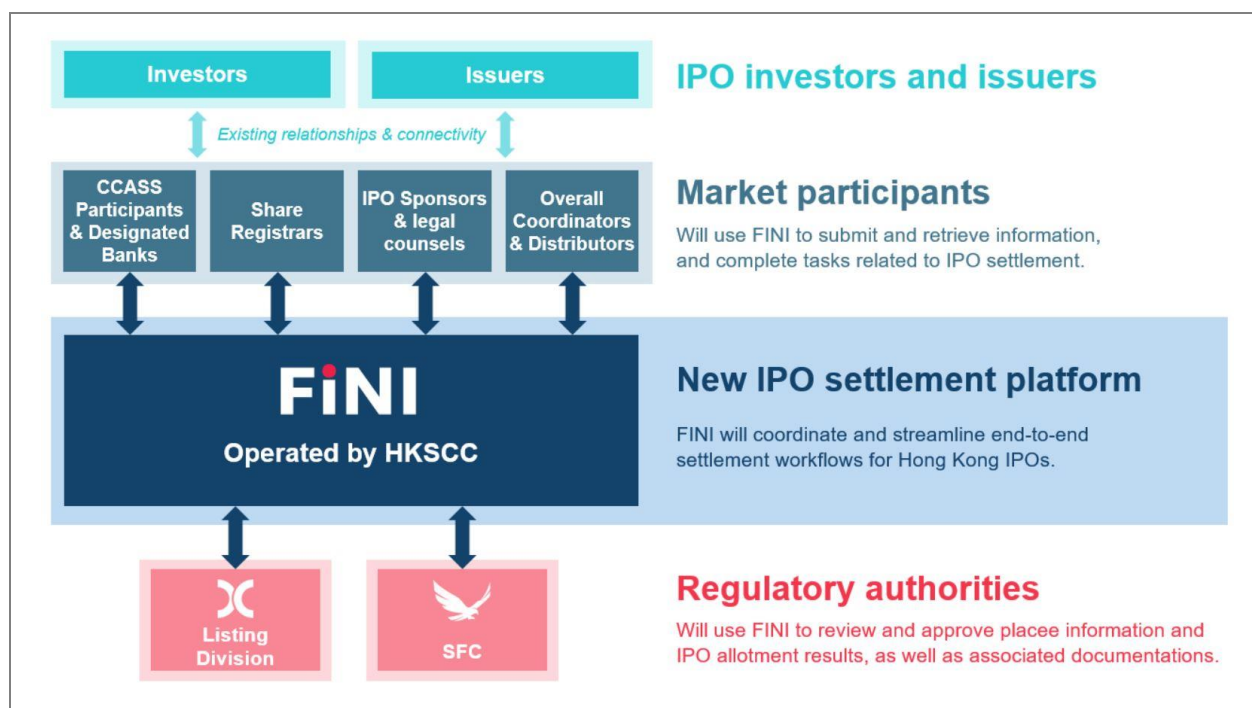 Investors
Issuers
IPO investors and issuers
Existing relationships & connectivity
CCASS
Participants
& Designated
Banks
Share
Registrars
IPO Sponsors
& legal
counsels
Overall
Coordinators
& Distributors
Market participants
Will use FINI to submit and retrieve information,
and complete tasks related to IPO settlement.
FiNI
Operated by HKSCC
New IPO settlement platform
FINI will coordinate and streamline end-to-end
settlement workflows for Hong Kong IPOs.
Listing
Division
SFC
Regulatory authorities
Will use FINI to review and approve placee information and
IPO allotment results, as well as associated documentations.